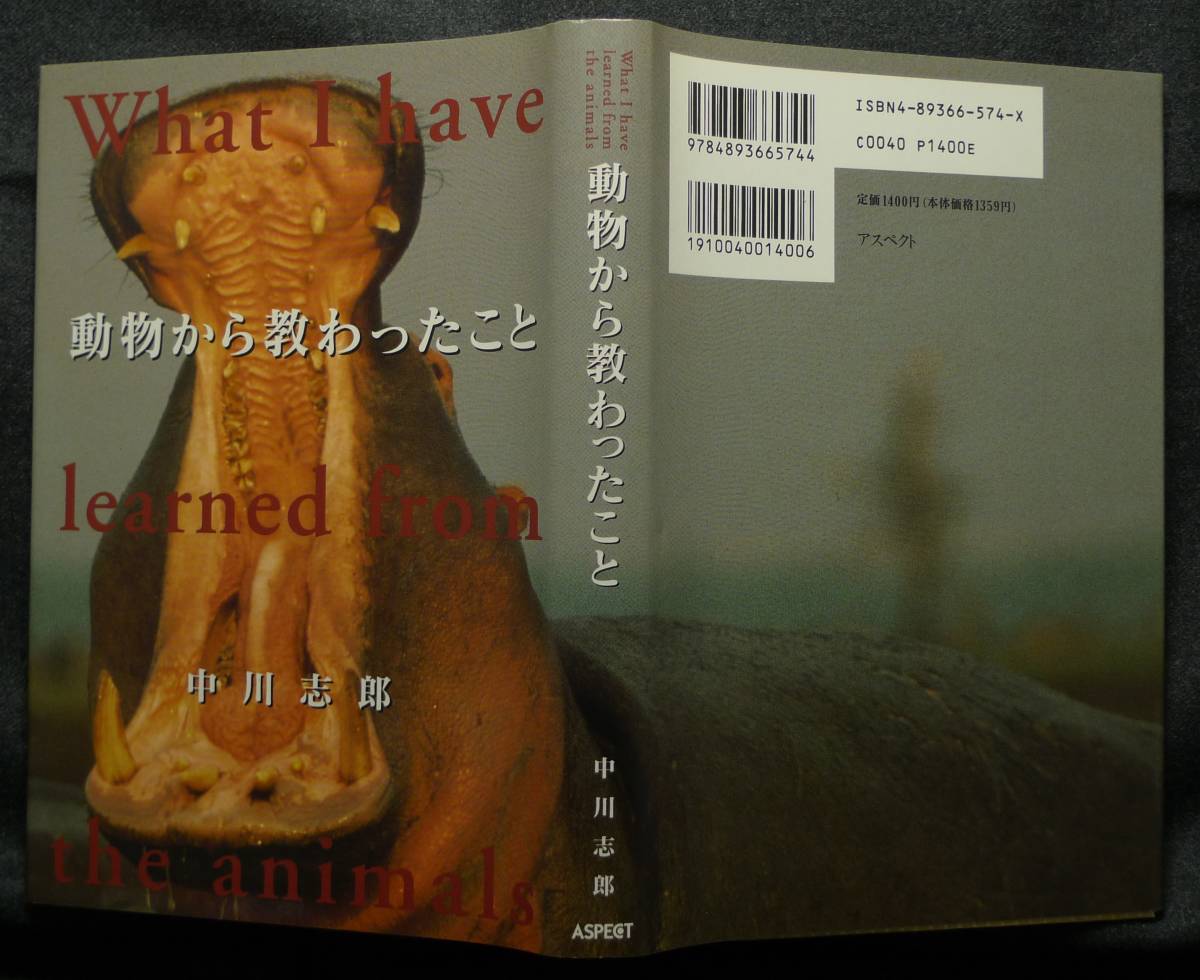 What I have
動物から教わったこと
learned from
中川志郎
the animals
What I have
learned from
the animals
動物から教わったこと
中川志郎
ASPECT
9784893665744
ISBN4-89366-574-X
C0040 P1400E
1910040014006
定価1400円(本体価格1359円)
アスペクト